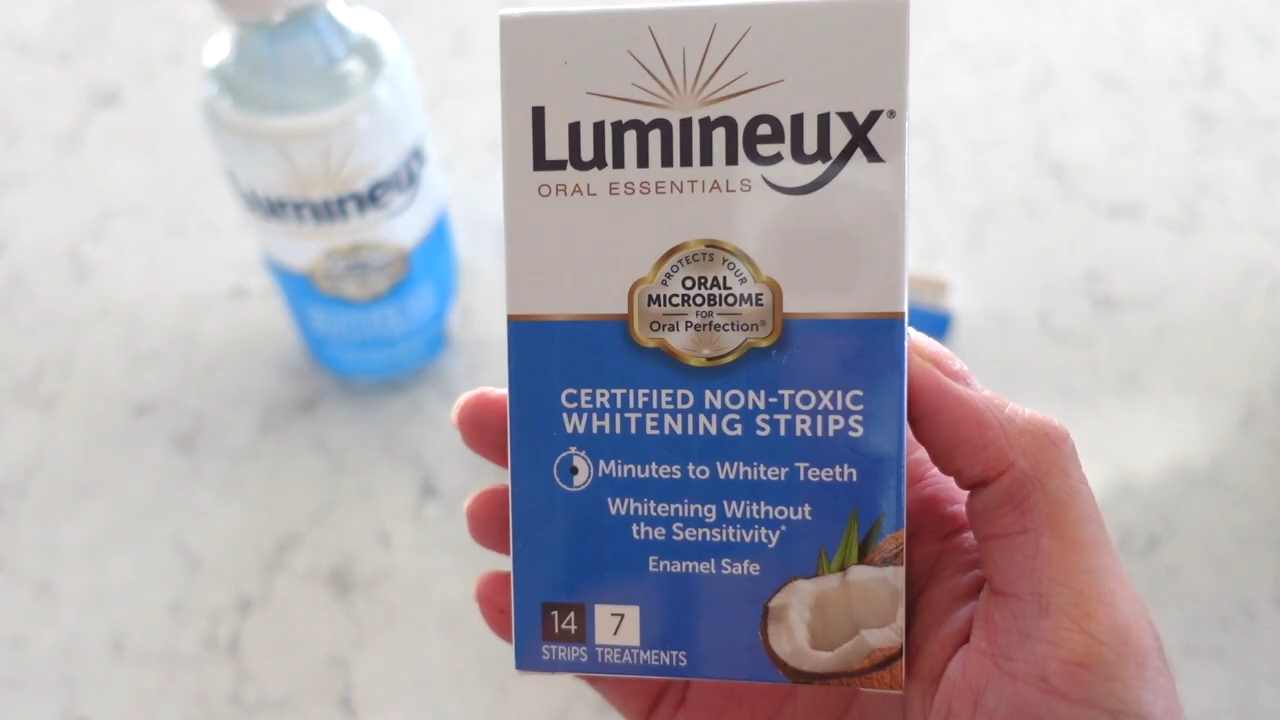 Lumineux
Lumineux®
ORAL ESSENTIALS
PROTECTS YOUR
ORAL
MICROBIOME
FOR
Oral Perfection®
CERTIFIED NON-TOXIC
WHITENING STRIPS
Minutes to Whiter Teeth
Whitening Without
the Sensitivity*
Enamel Safe
14 7
STRIPS TREATMENTS